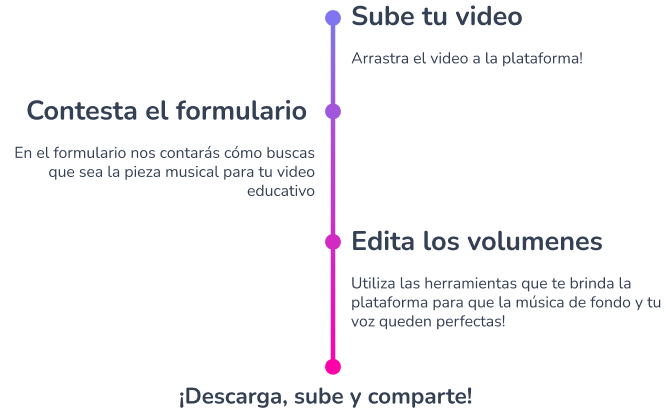 Sube tu video
Arrastra el video a la plataforma!
Contesta el formulario
En el formulario nos contarás cómo buscas
que sea la pieza musical para tu video
educativo
Edita los volumenes
Utiliza las herramientas que te brinda la
plataforma para que la música de fondo y tu
voz queden perfectas!
¡Descarga, sube y comparte!